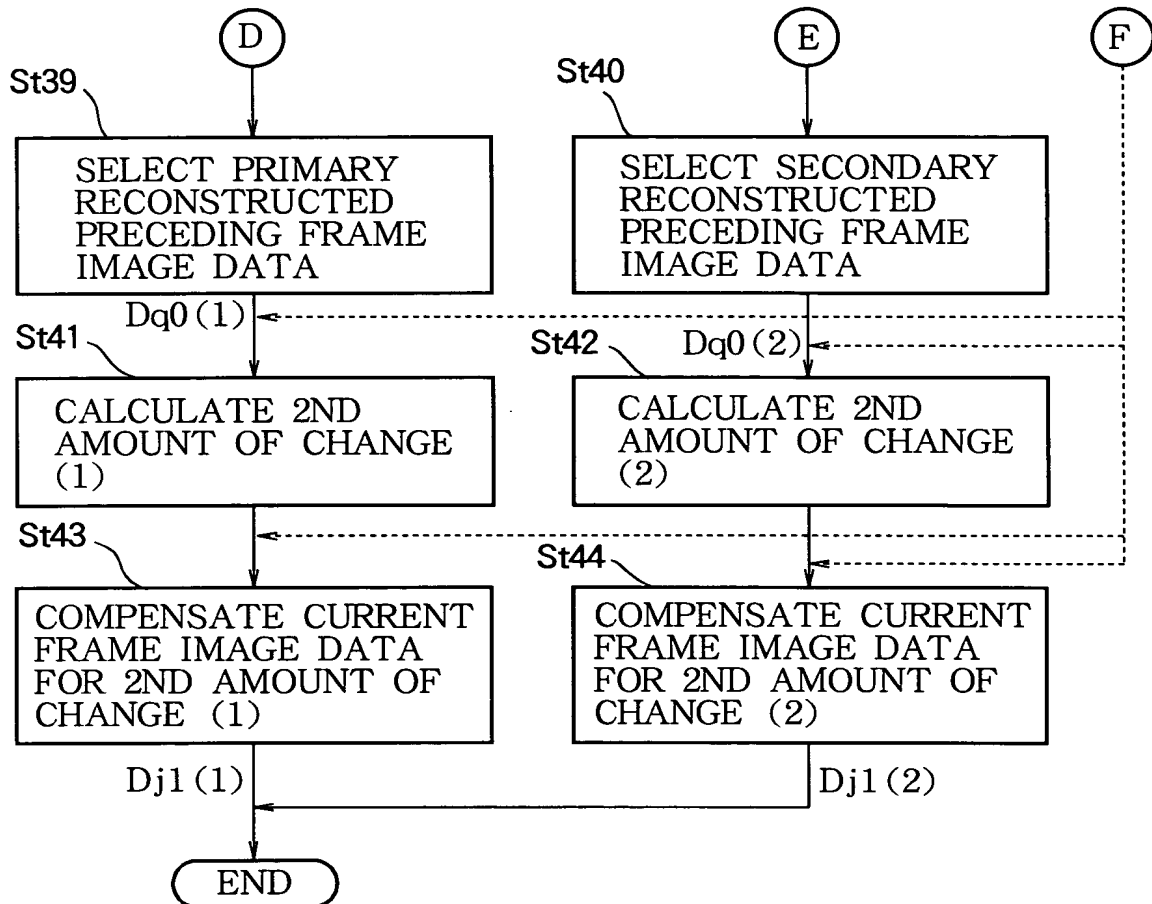 D
E
F
St39
St40
SELECT PRIMARY
RECONSTRUCTED
PRECEDING FRAME
IMAGE DATA
SELECT SECONDARY
RECONSTRUCTED
PRECEDING FRAME
IMAGE DATA
Dq0(1)
Dq0(2)
St41
St42
CALCULATE 2ND
AMOUNT OF CHANGE
(1)
CALCULATE 2ND
AMOUNT OF CHANGE
(2)
St43
St44
COMPENSATE CURRENT
FRAME IMAGE DATA
FOR 2ND AMOUNT OF
CHANGE (1)
COMPENSATE CURRENT
FRAME IMAGE DATA
FOR 2ND AMOUNT OF
CHANGE (2)
Dj1(1)
Dj1(2)
END